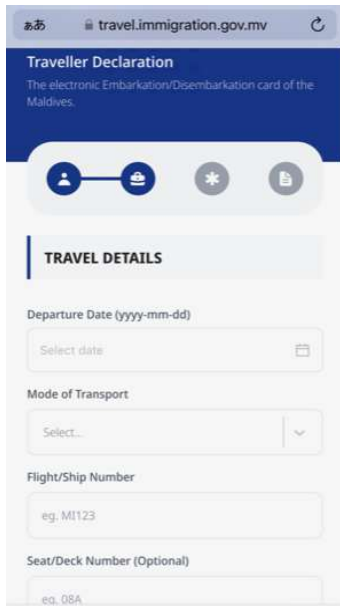 ぁあ travel.immigration.gov.mv
Traveller Declaration
The electronic Embarkation/Disembarkation card of the
Maldives.
TRAVEL DETAILS
Departure Date (yyyy-mm-dd)
Select date
Mode of Transport
Select...
Flight/Ship Number
eg. MI123
Seat/Deck Number (Optional)
eg. 08A